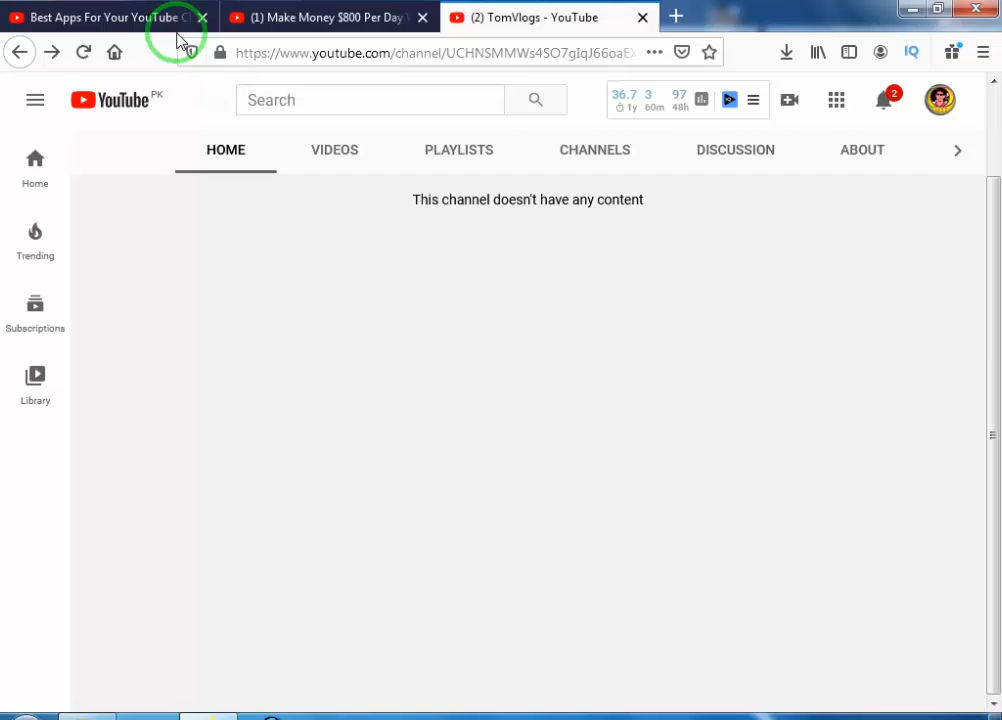 Best Apps For Your YouTube C
(1) Make Money $800 Per Day
(2) TomVlogs - YouTube
https://www.youtube.com/channel/UCHNSMMWs4SO7gIqJ66oaE
IQ
YouTube PK
Search
36.7 3 97
1y 60m 48h
2
HOME
VIDEOS
PLAYLISTS
CHANNELS
DISCUSSION
ABOUT
This channel doesn't have any content
Home
Trending
Subscriptions
Library